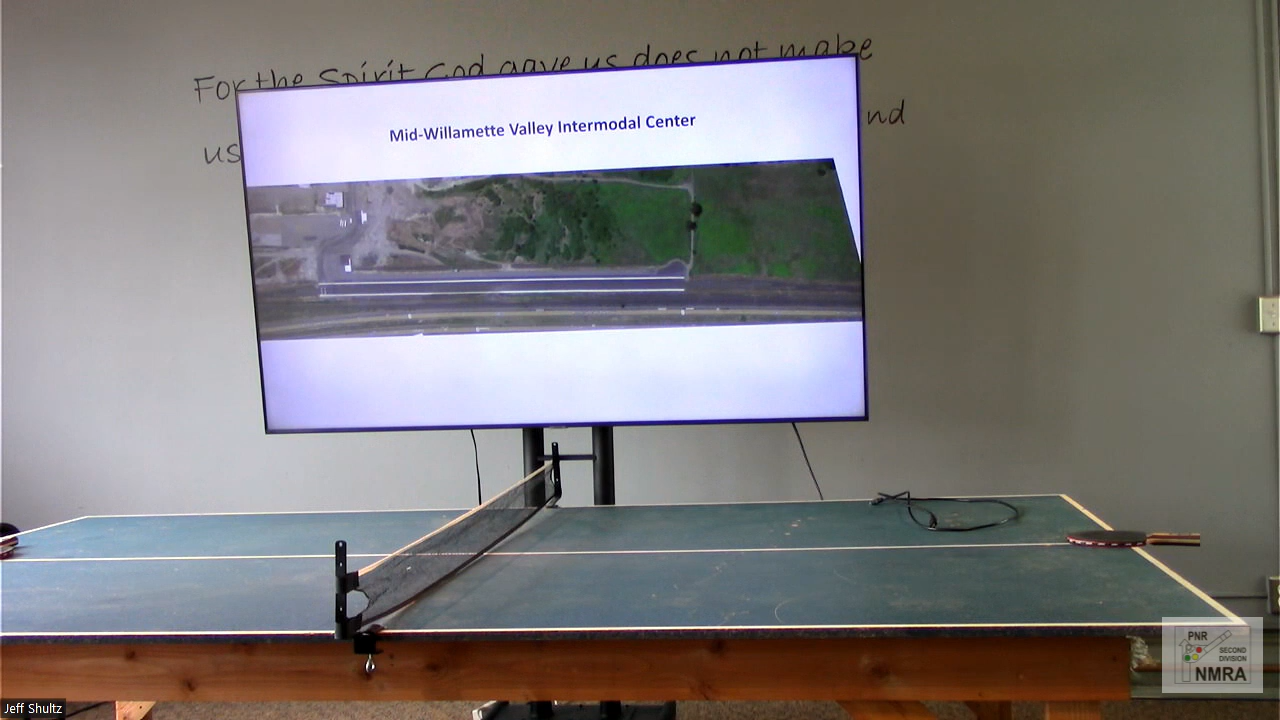 For the Spirit God gave us does not make
us
nd
Mid-Willamette Valley Intermodal Center
PNR
SECOND
DIVISION
NMRA
Jeff Shultz